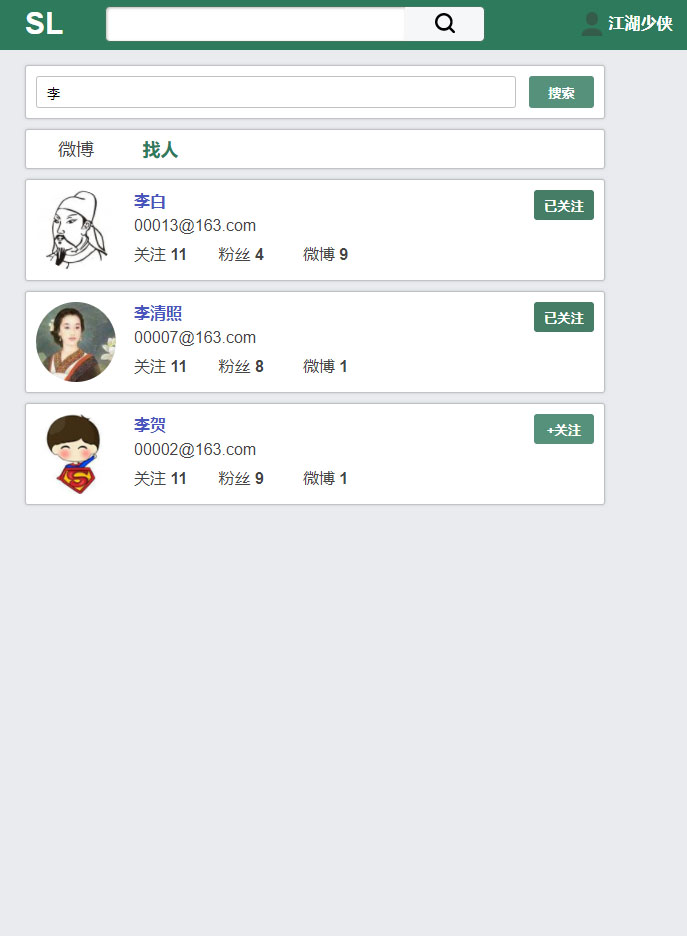 SL 江湖少侠
李 搜索
微博 找人
李白 已关注
00013@163.com
关注 11 粉丝 4 微博 9
李清照 已关注
00007@163.com
关注 11 粉丝 8 微博 1
李贺 +关注
00002@163.com
关注 11 粉丝 9 微博 1